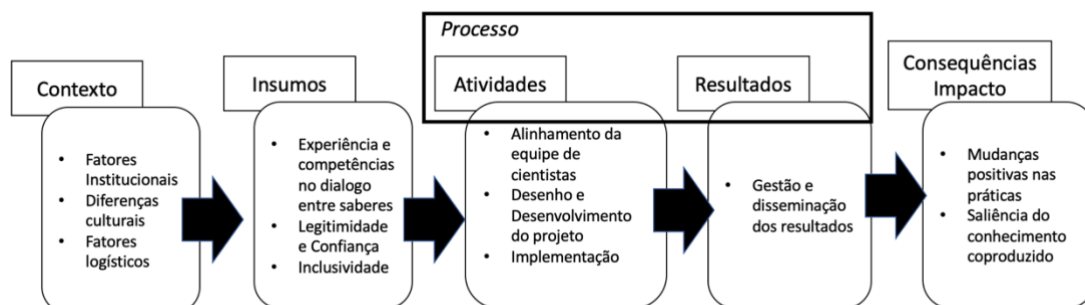 Processo
Contexto
Fatores
Institucionais
Diferenças
culturais
Fatores
logísticos
Insumos
Experiência e
competências
no dialogo
entre saberes
Legitimidade
e Confiança
Inclusividade
Atividades
Alinhamento da
equipe de
cientistas
Desenho e
Desenvolvimento
do projeto
Implementação
Resultados
Gestão e
disseminação
dos resultados
Consequências
Impacto
Mudanças
positivas nas
práticas
Saliência do
conhecimento
coproduzido